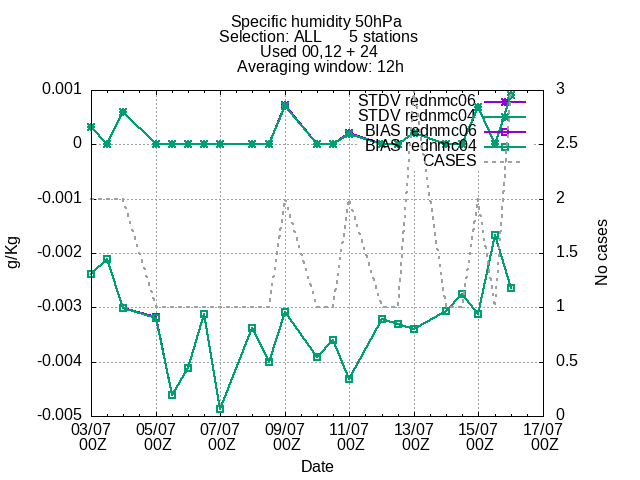 Specific humidity 50hPa
Selection: ALL 5 stations
Used 00,12 + 24
Averaging window: 12h
STDV rednmc06
STDV rednmc04
BIAS rednmc06
BIAS rednmc04
CASES
0.001
0
-0.001
-0.002
-0.003
-0.004
-0.005
g/Kg
3
2.5
2
1.5
1
0.5
0
No cases
03/07 05/07 07/07 09/07 11/07 13/07 15/07 17/07
00Z 00Z 00Z 00Z 00Z 00Z 00Z 00Z
Date